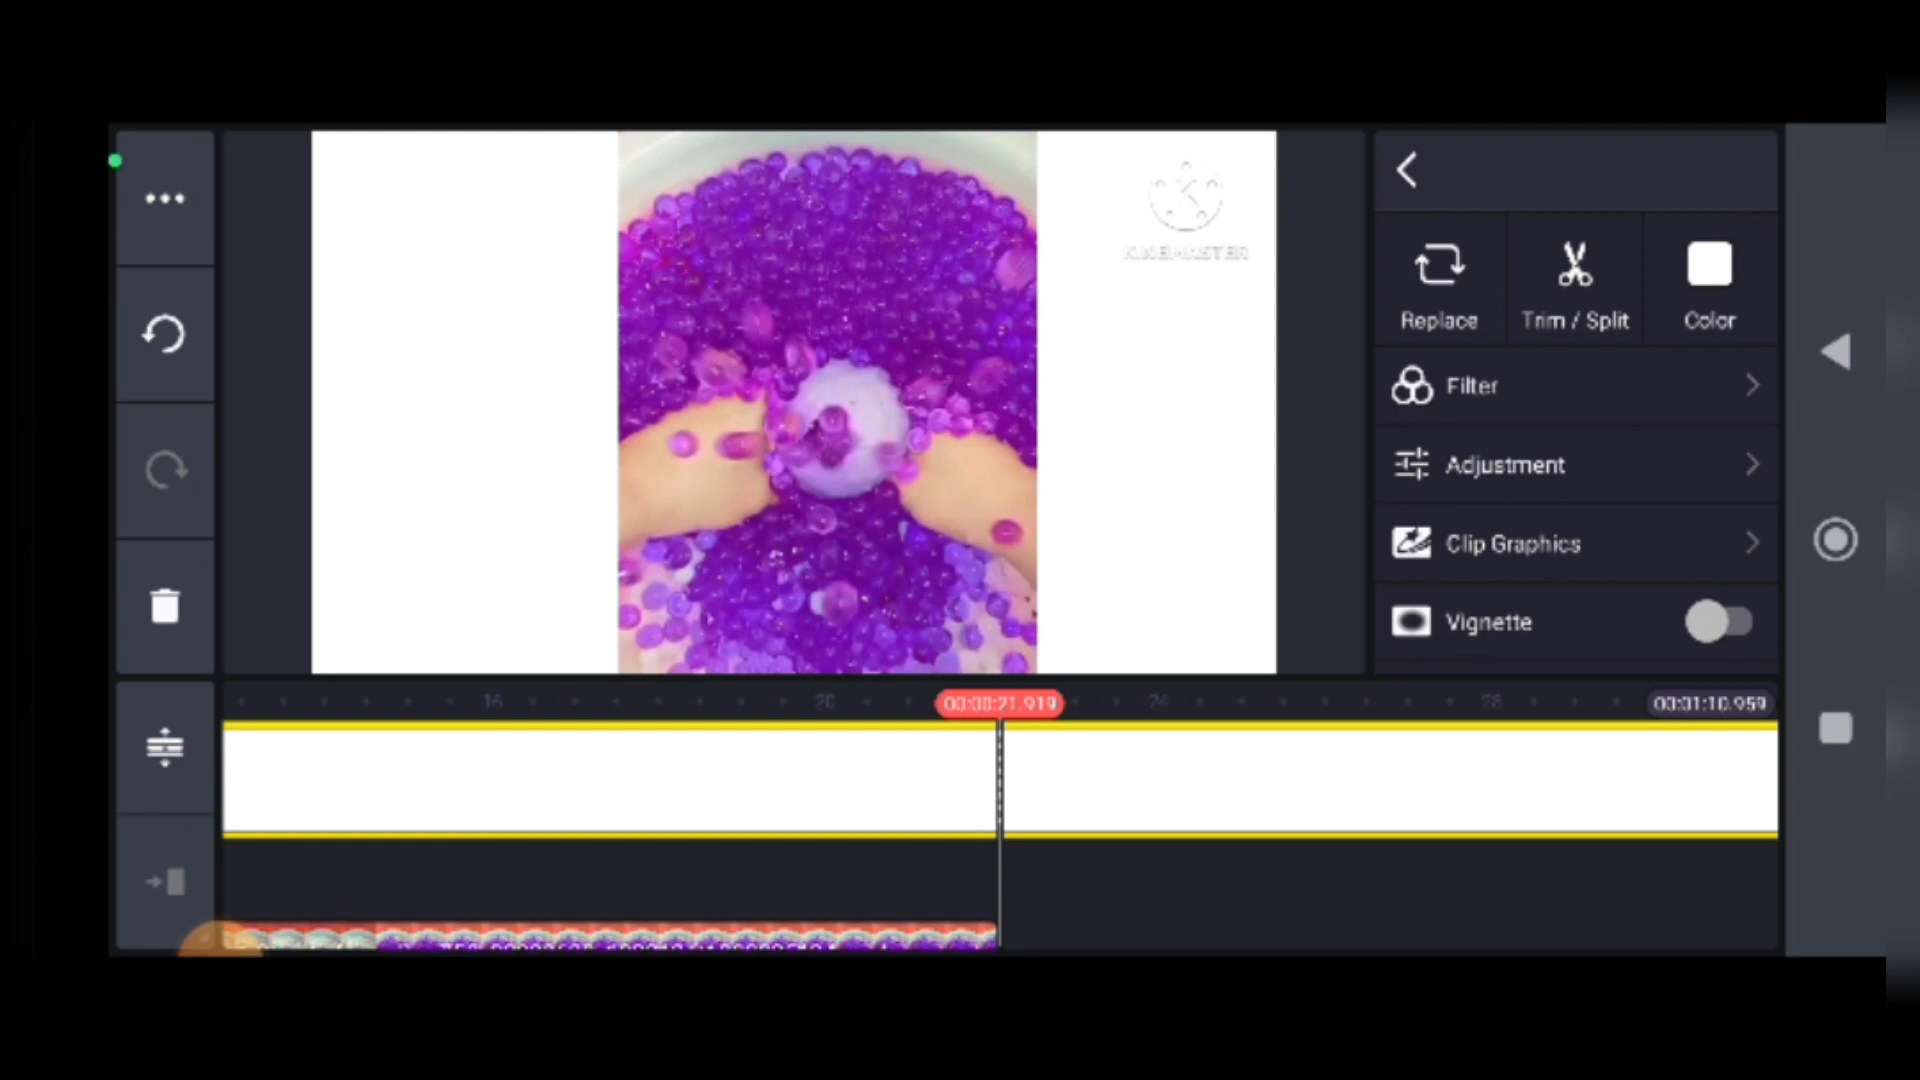 KINEMASTER
Replace
Trim / Split
Color
Filter
Adjustment
Clip Graphics
Vignette
16
20
00:00:21.919
24
28
00:01:10.959